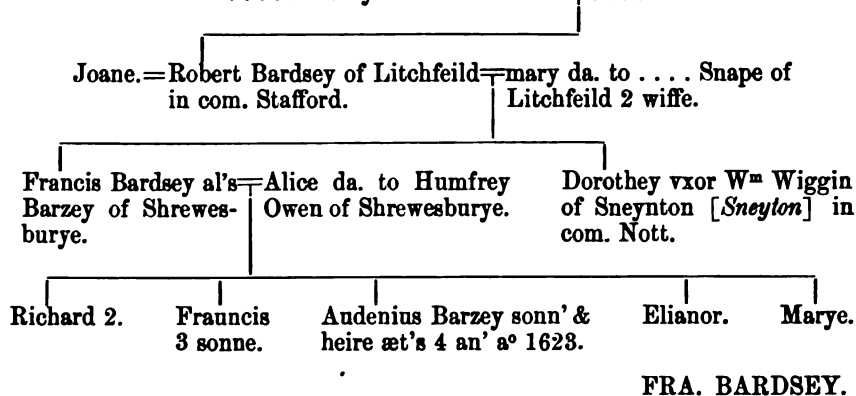 Joane.=Robert Bardsey of Litchfeild=mary da. to .... Snape of
in com. Stafford. Litchfeild 2 wiffe.
Francis Bardsey al's=Alice da. to Humfrey
Barzey of Shrewes- Owen of Shrewesburye.
burye.
Dorothey vxor Wᵐ Wiggin
of Sneynton [Sneyton] in
com. Nott.
Richard 2.
Frauncis
3 sonne.
Audenius Barzey sonn' &
heire æt's 4 an' aº 1623.
Elianor.
Marye.
FRA. BARDSEY.